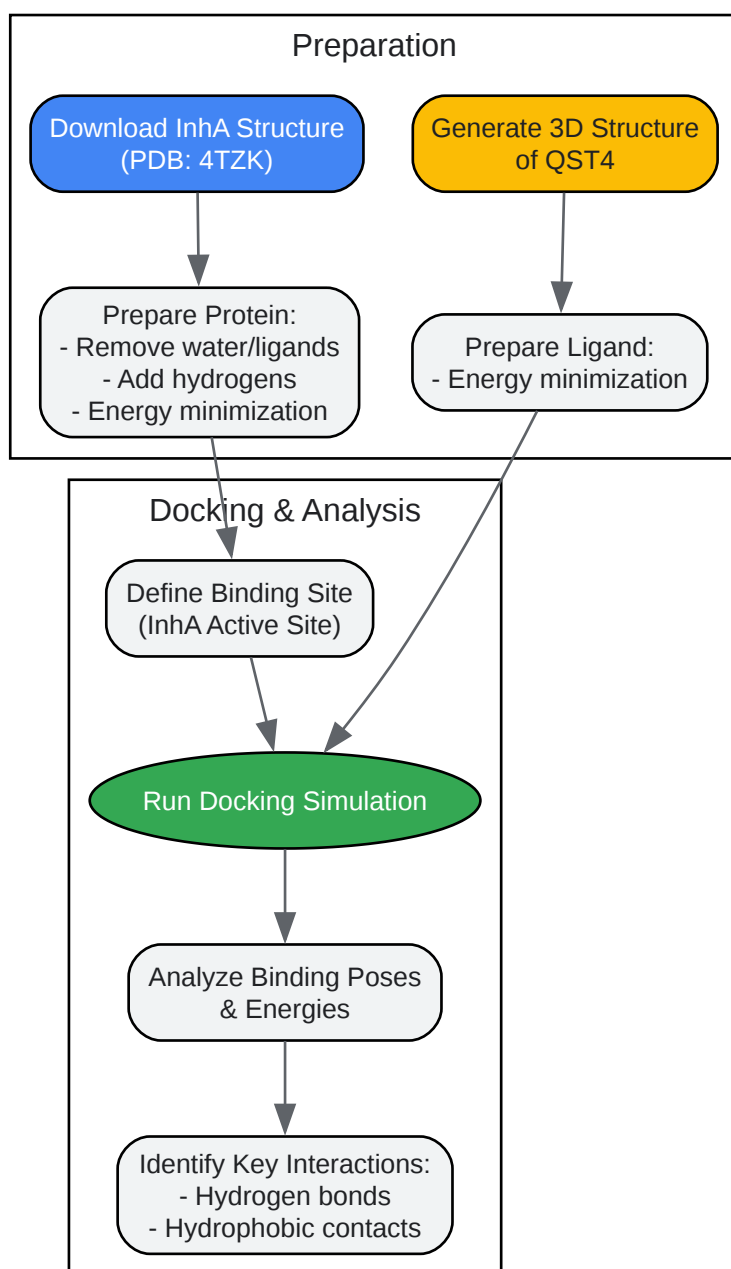 Preparation
Download InhA Structure
(PDB: 4TZK)
Generate 3D Structure
of QST4
Prepare Protein:
- Remove water/ligands
- Add hydrogens
- Energy minimization
Prepare Ligand:
- Energy minimization
Docking & Analysis
Define Binding Site
(InhA Active Site)
Run Docking Simulation
Analyze Binding Poses
& Energies
Identify Key Interactions:
- Hydrogen bonds
- Hydrophobic contacts